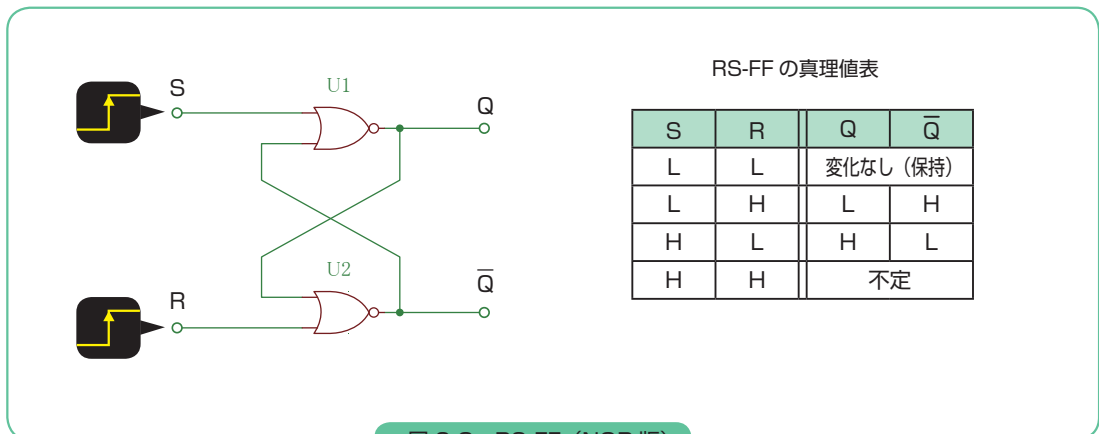 RS-FF の真理値表
S
U1
Q
S R Q Q̅
L L 変化なし（保持）
L H L H
H L H L
H H 不定
R
U2
Q̅